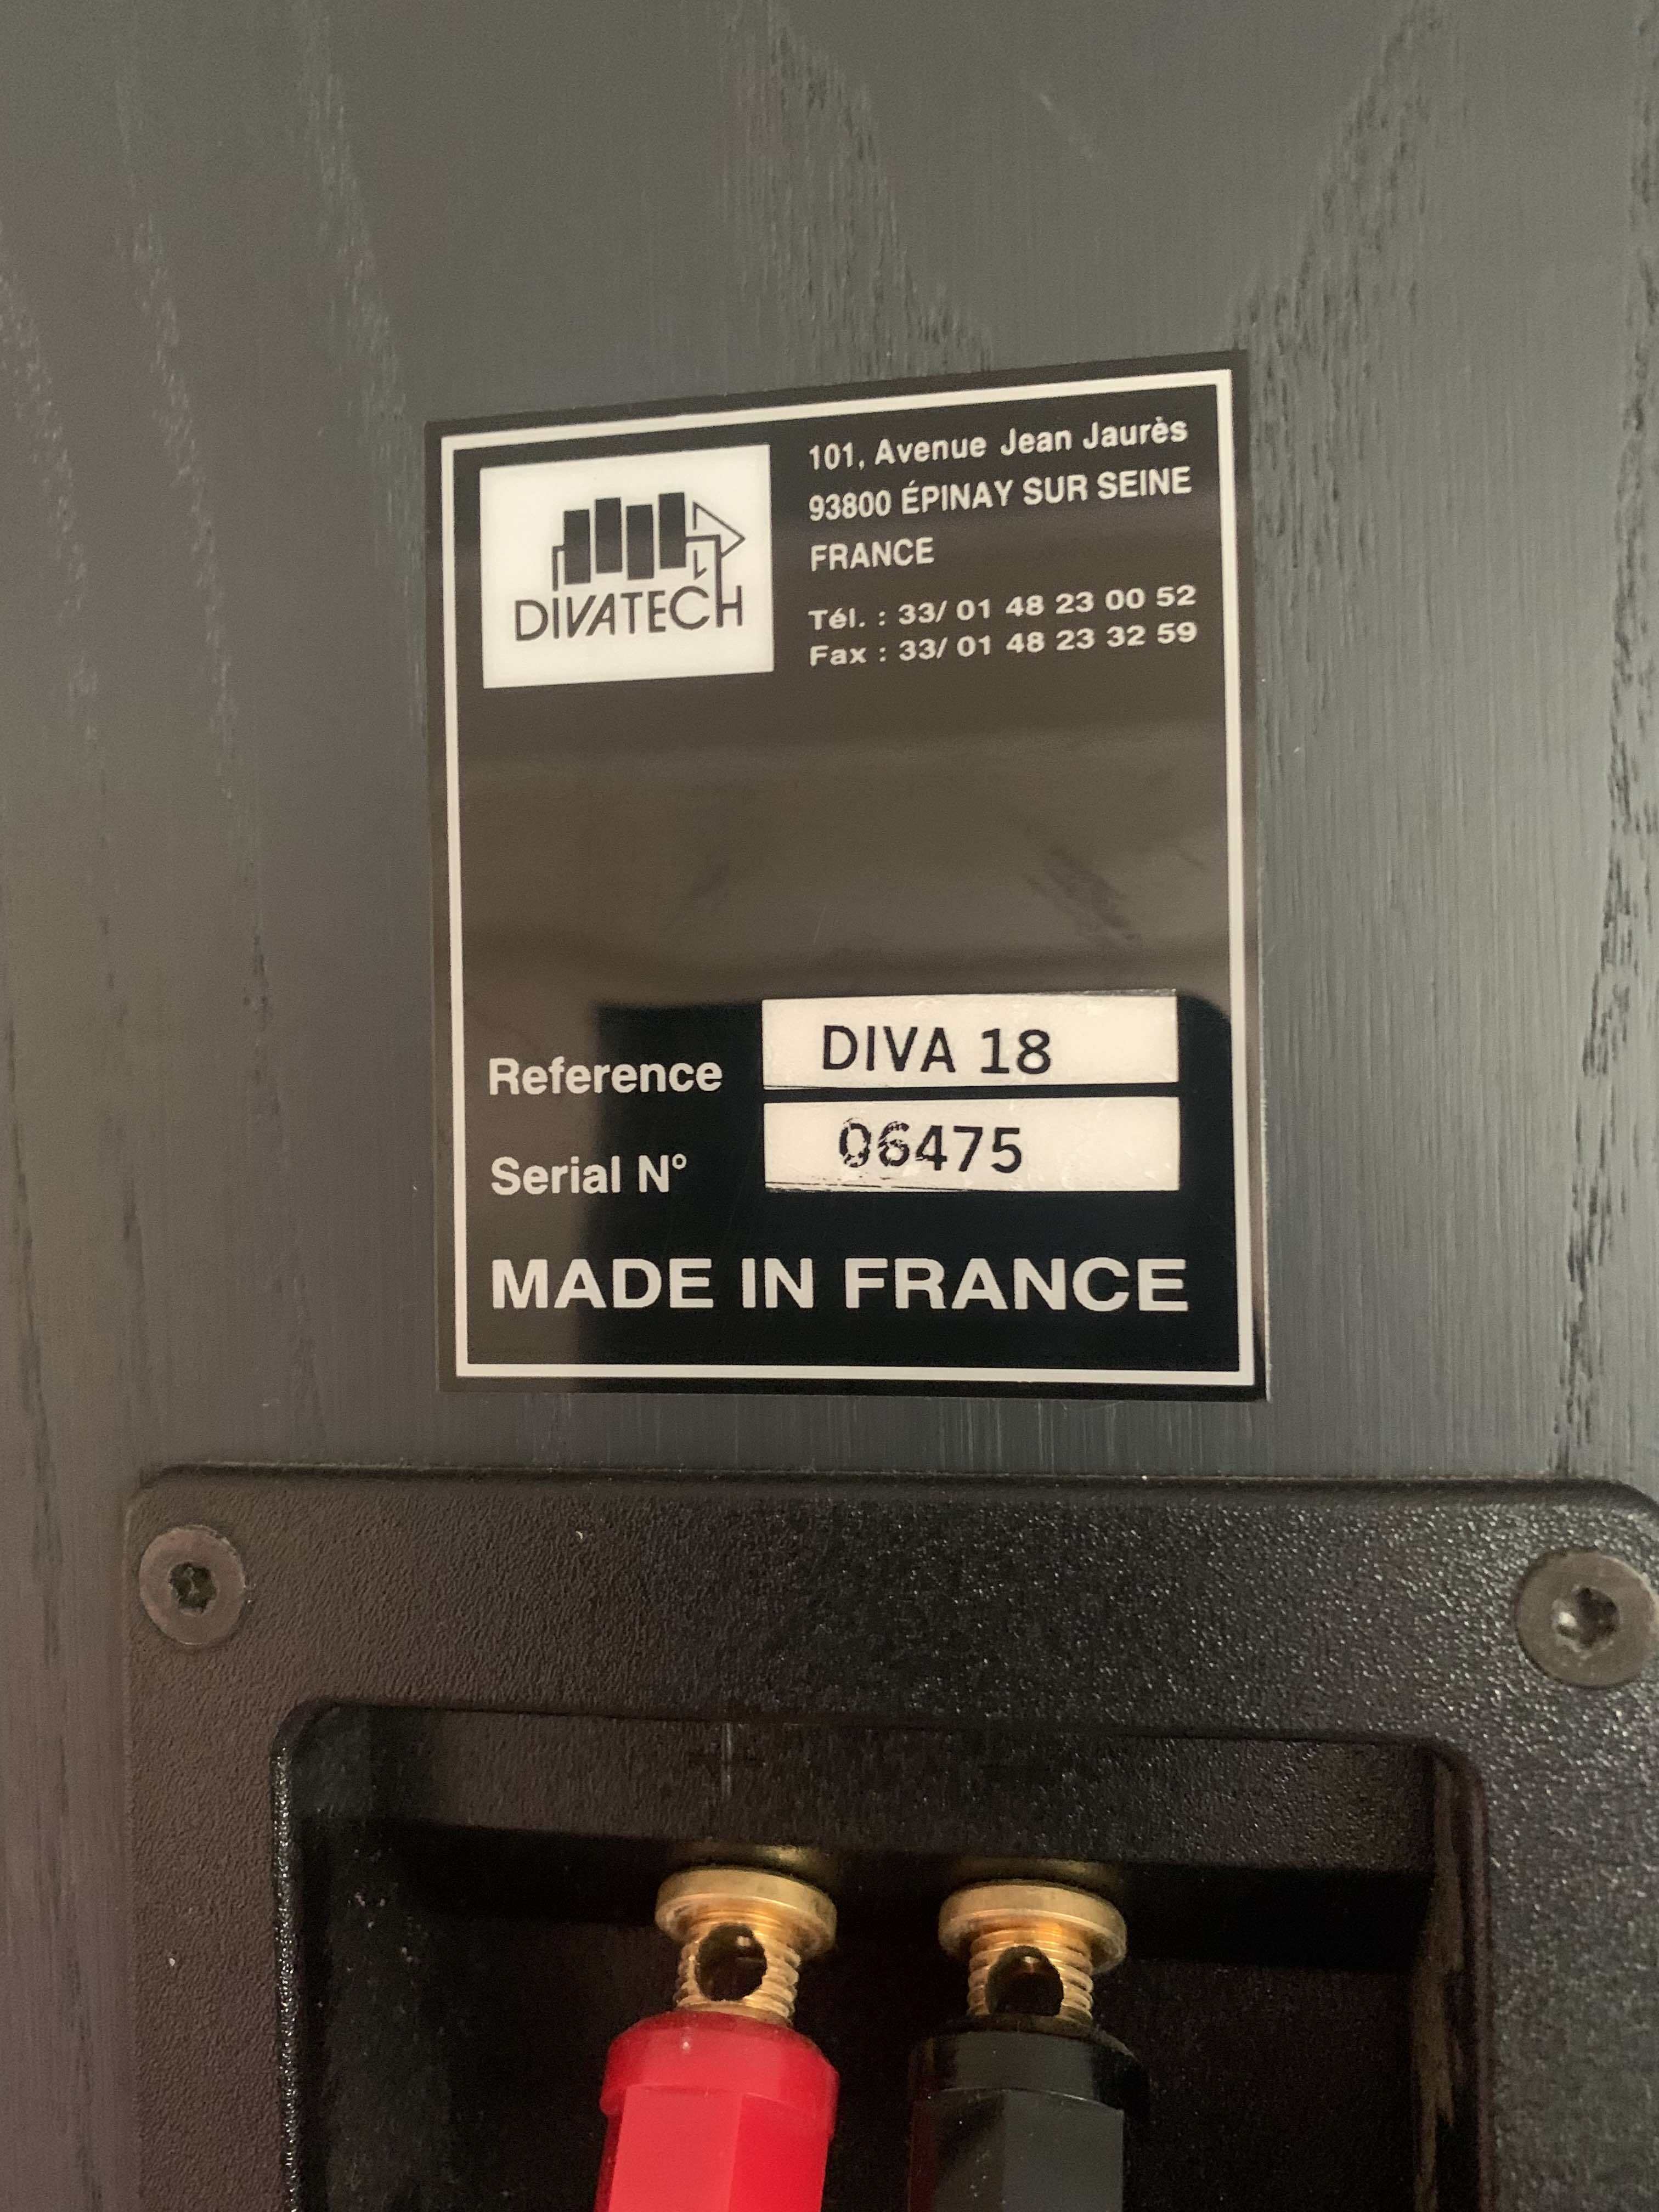 DIVATECH
101, Avenue Jean Jaurès
93800 ÉPINAY SUR SEINE
FRANCE
Tél. : 33/ 01 48 23 00 52
Fax : 33/ 01 48 23 32 59
Reference DIVA 18
Serial N° 06475
MADE IN FRANCE